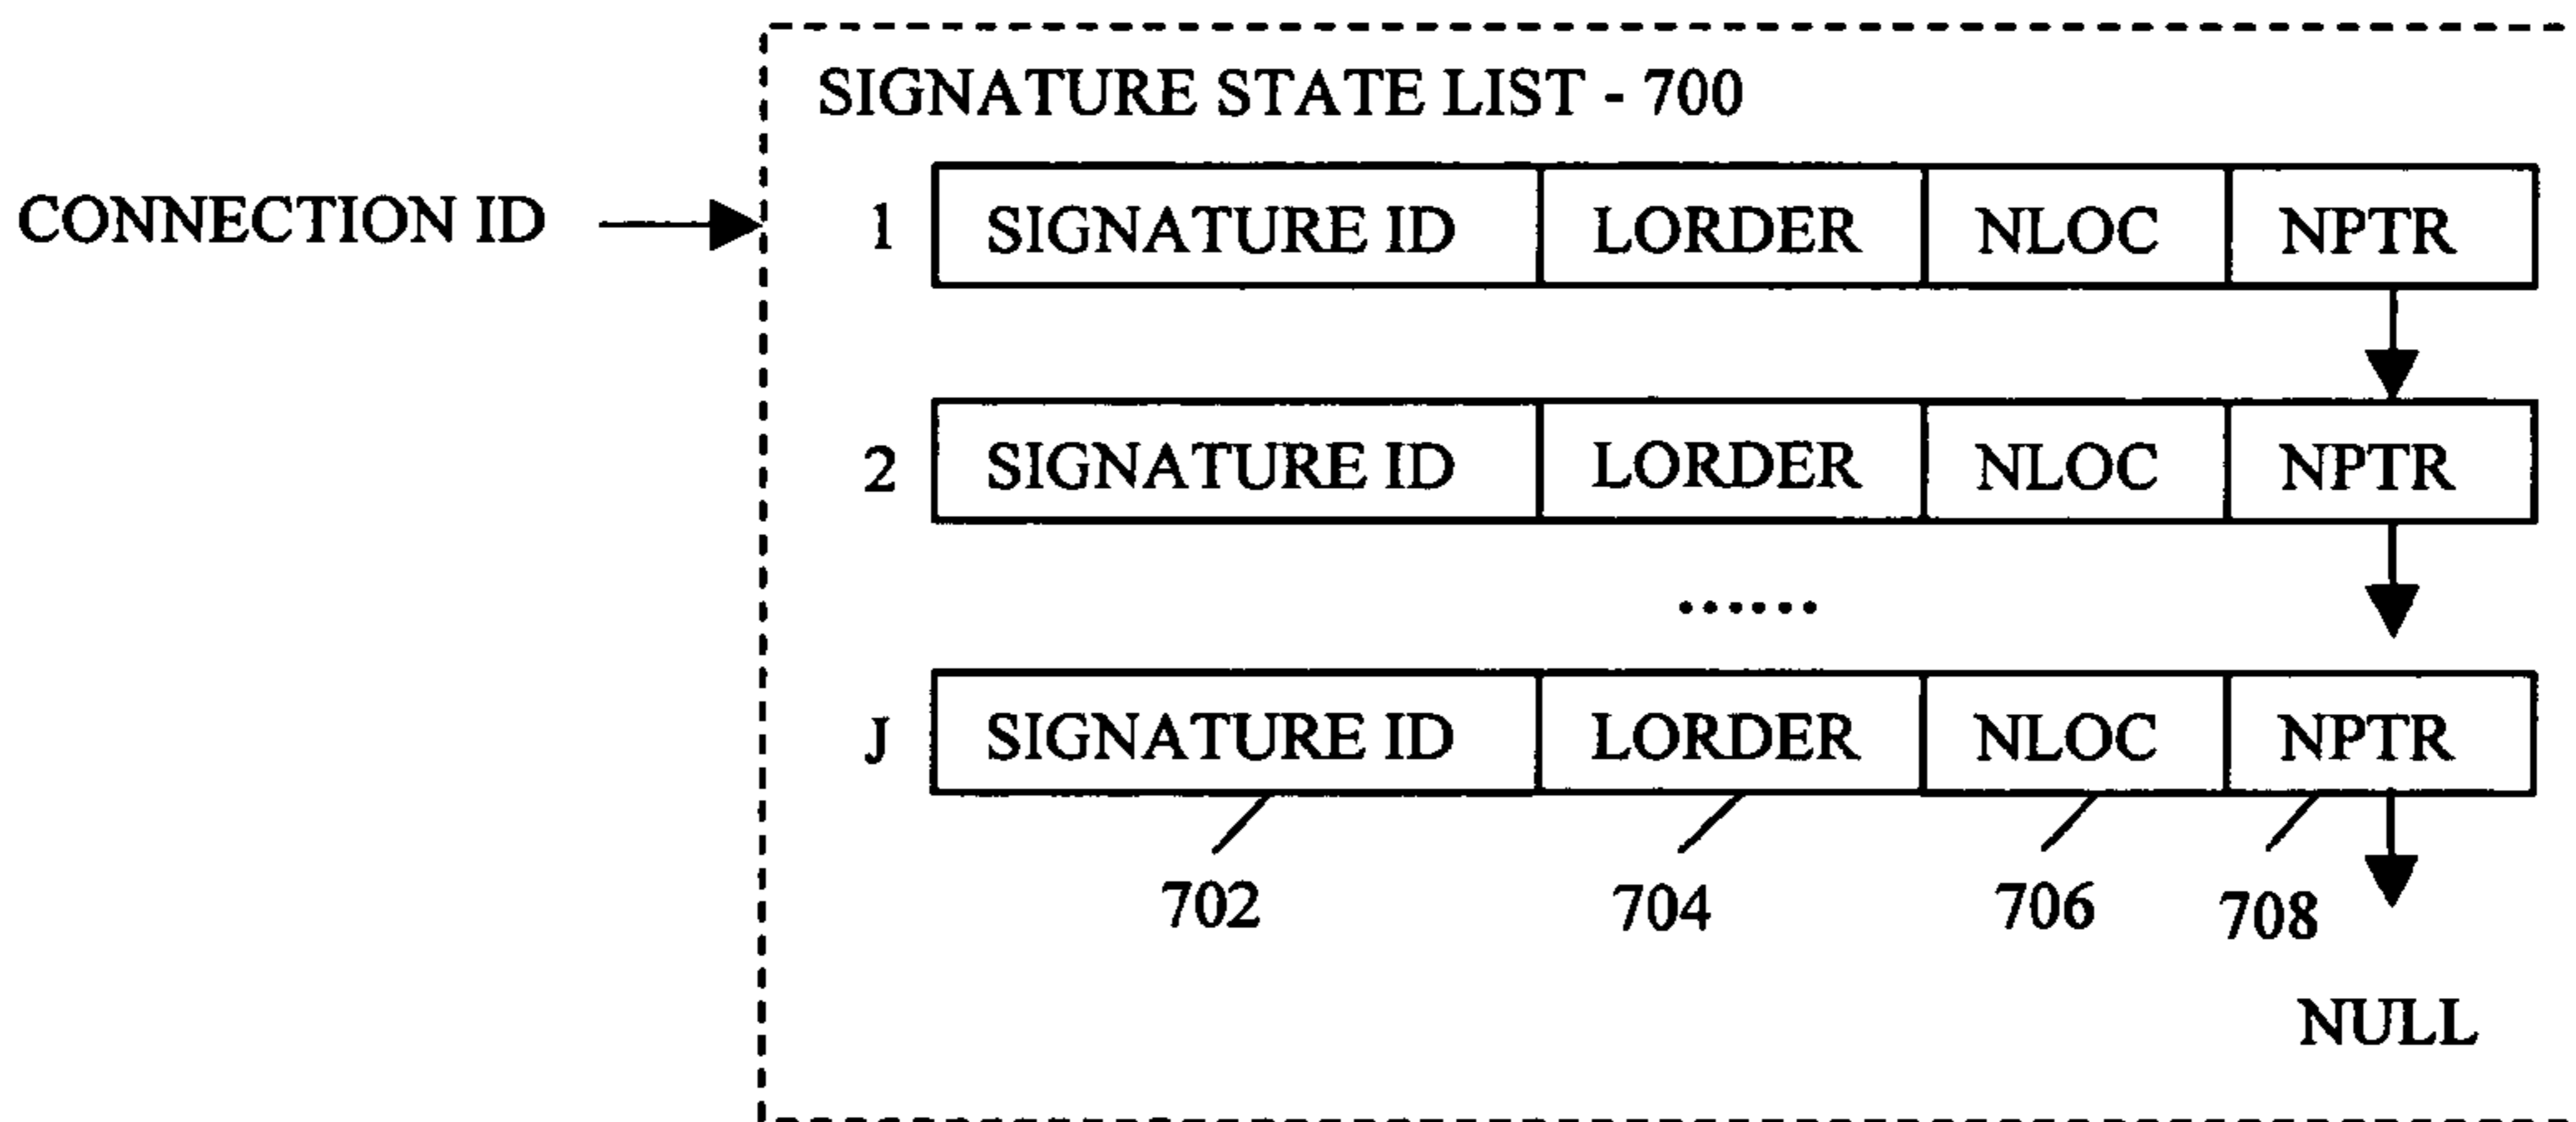 SIGNATURE STATE LIST - 700
CONNECTION ID
1 SIGNATURE ID LORDER NLOC NPTR
2 SIGNATURE ID LORDER NLOC NPTR
......
J SIGNATURE ID LORDER NLOC NPTR
702 704 706 708
NULL